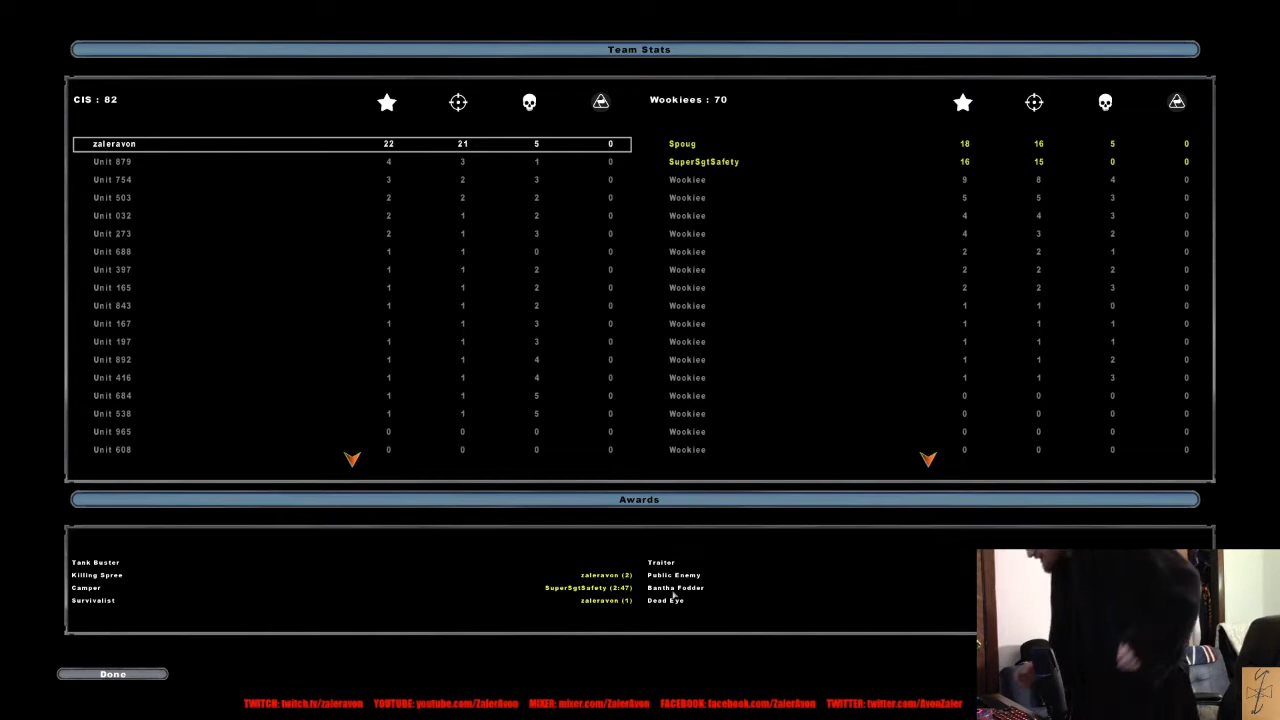 Team Stats
CIS : 82
zaleravon 22 21 5 0
Unit 879 4 3 1 0
Unit 754 3 2 3 0
Unit 503 2 2 2 0
Unit 032 2 1 2 0
Unit 273 2 1 3 0
Unit 688 1 1 0 0
Unit 397 1 1 2 0
Unit 165 1 1 2 0
Unit 843 1 1 2 0
Unit 167 1 1 3 0
Unit 197 1 1 3 0
Unit 892 1 1 4 0
Unit 416 1 1 4 0
Unit 684 1 1 5 0
Unit 538 1 1 5 0
Unit 965 0 0 0 0
Unit 608 0 0 0 0
Wookiees : 70
Spoug 18 16 5 0
SuperSgtSafety 16 15 0 0
Wookiee 9 8 4 0
Wookiee 5 5 3 0
Wookiee 4 4 3 0
Wookiee 4 3 2 0
Wookiee 2 2 1 0
Wookiee 2 2 2 0
Wookiee 2 2 3 0
Wookiee 1 1 0 0
Wookiee 1 1 1 0
Wookiee 1 1 1 0
Wookiee 1 1 2 0
Wookiee 1 1 3 0
Wookiee 0 0 0 0
Wookiee 0 0 0 0
Wookiee 0 0 0 0
Wookiee 0 0 0 0
Awards
Tank Buster
Killing Spree zaleravon (2)
Camper SuperSgtSafety (2:47)
Survivalist zaleravon (1)
Traitor
Public Enemy
Bantha Fodder
Dead Eye
Done
TWITCH: twitch.tv/zaleravon YOUTUBE: youtube.com/ZalerAvon MIXER: mixer.com/ZalerAvon FACEBOOK: facebook.com/ZalerAvon TWITTER: twitter.com/AvonZaler